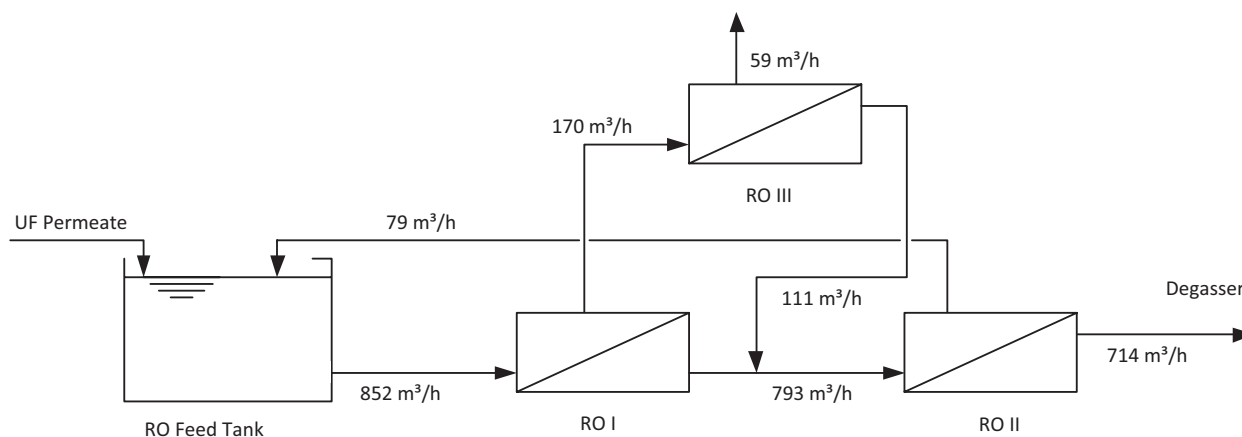 59 m³/h
170 m³/h
RO III
UF Permeate
79 m³/h
111 m³/h
Degasser
714 m³/h
852 m³/h
793 m³/h
RO I
RO II
RO Feed Tank